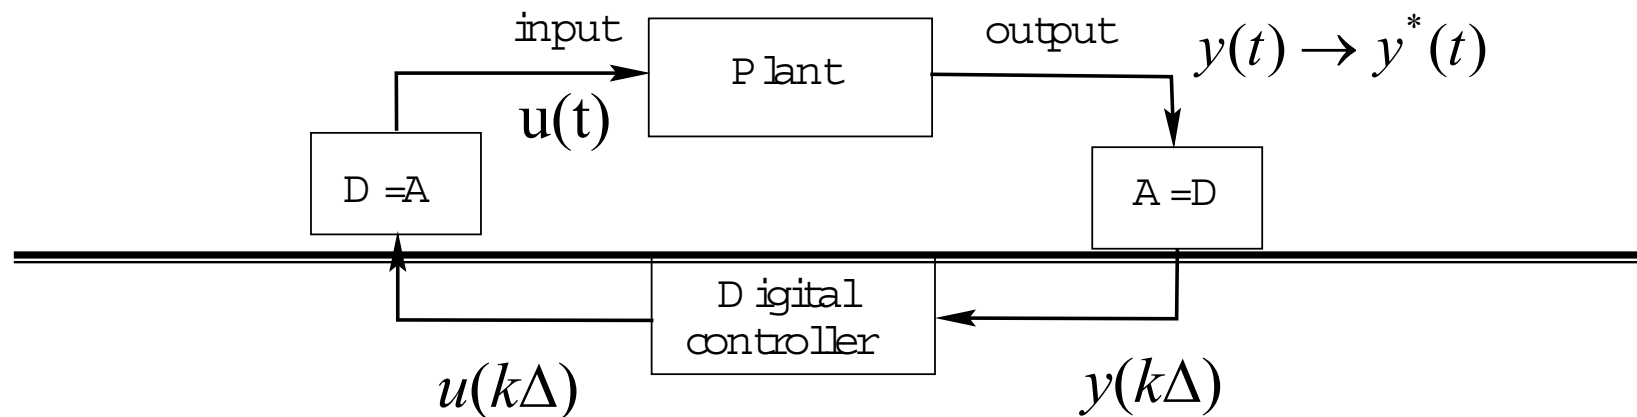 input
Plant
output
y(t) → y*(t)
u(t)
D=A
A=D
Digital
controller
u(kΔ)
y(kΔ)